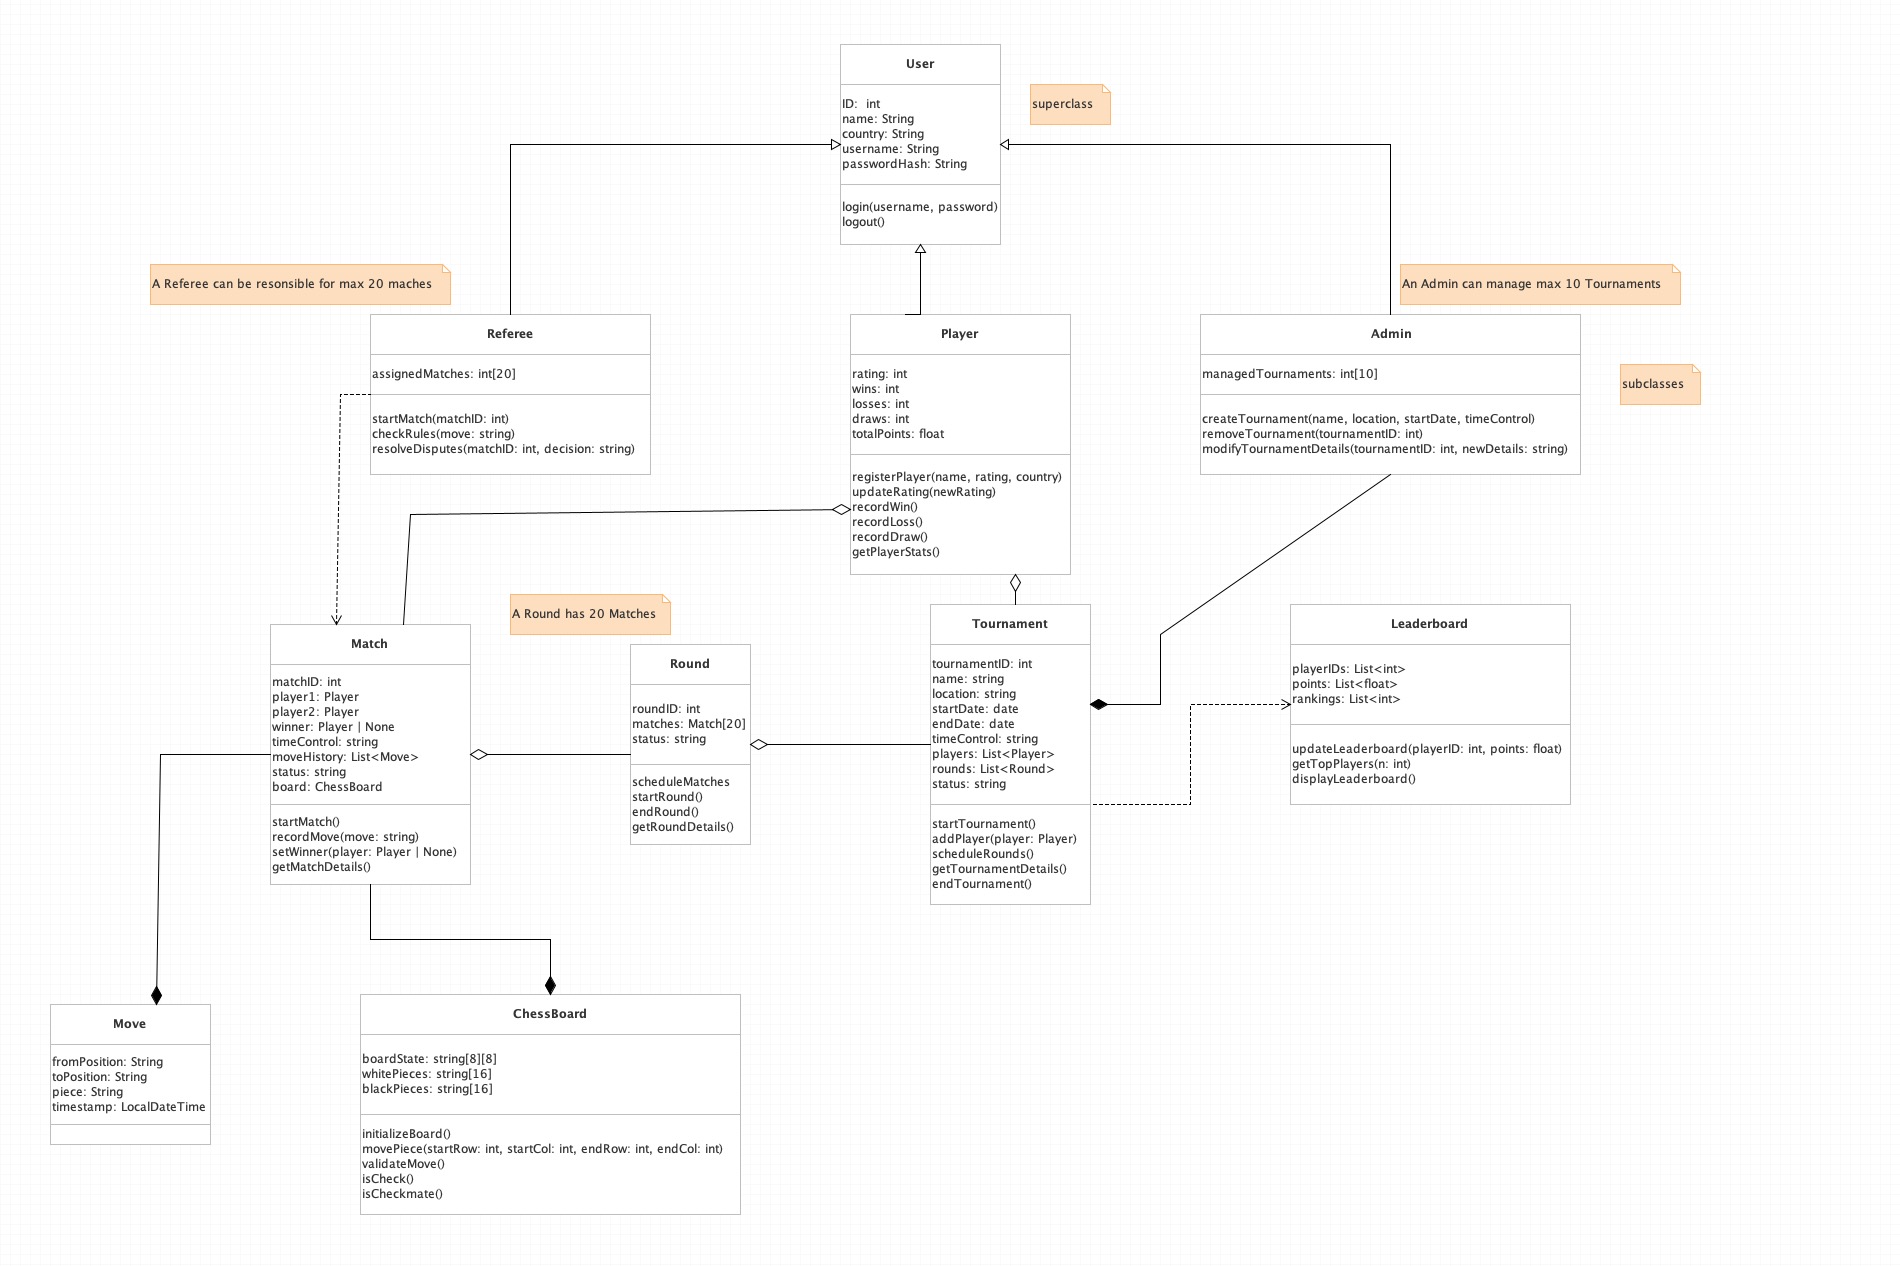 User
ID:  int
name: String
country: String
username: String
passwordHash: String
login(username, password)
logout()
superclass
A Referee can be resonsible for max 20 maches
An Admin can manage max 10 Tournaments
Referee
assignedMatches: int[20]
startMatch(matchID: int)
checkRules(move: string)
resolveDisputes(matchID: int, decision: string)
Player
rating: int
wins: int
losses: int
draws: int
totalPoints: float
registerPlayer(name, rating, country)
updateRating(newRating)
recordWin()
recordLoss()
recordDraw()
getPlayerStats()
Admin
managedTournaments: int[10]
createTournament(name, location, startDate, timeControl)
removeTournament(tournamentID: int)
modifyTournamentDetails(tournamentID: int, newDetails: string)
subclasses
A Round has 20 Matches
Match
matchID: int
player1: Player
player2: Player
winner: Player | None
timeControl: string
moveHistory: List<Move>
status: string
board: ChessBoard
startMatch()
recordMove(move: string)
setWinner(player: Player | None)
getMatchDetails()
Round
roundID: int
matches: Match[20]
status: string
scheduleMatches
startRound()
endRound()
getRoundDetails()
Tournament
tournamentID: int
name: string
location: string
startDate: date
endDate: date
timeControl: string
players: List<Player>
rounds: List<Round>
status: string
startTournament()
addPlayer(player: Player)
scheduleRounds()
getTournamentDetails()
endTournament()
Leaderboard
playerIDs: List<int>
points: List<float>
rankings: List<int>
updateLeaderboard(playerID: int, points: float)
getTopPlayers(n: int)
displayLeaderboard()
Move
fromPosition: String
toPosition: String
piece: String
timestamp: LocalDateTime
ChessBoard
boardState: string[8][8]
whitePieces: string[16]
blackPieces: string[16]
initializeBoard()
movePiece(startRow: int, startCol: int, endRow: int, endCol: int)
validateMove()
isCheck()
isCheckmate()